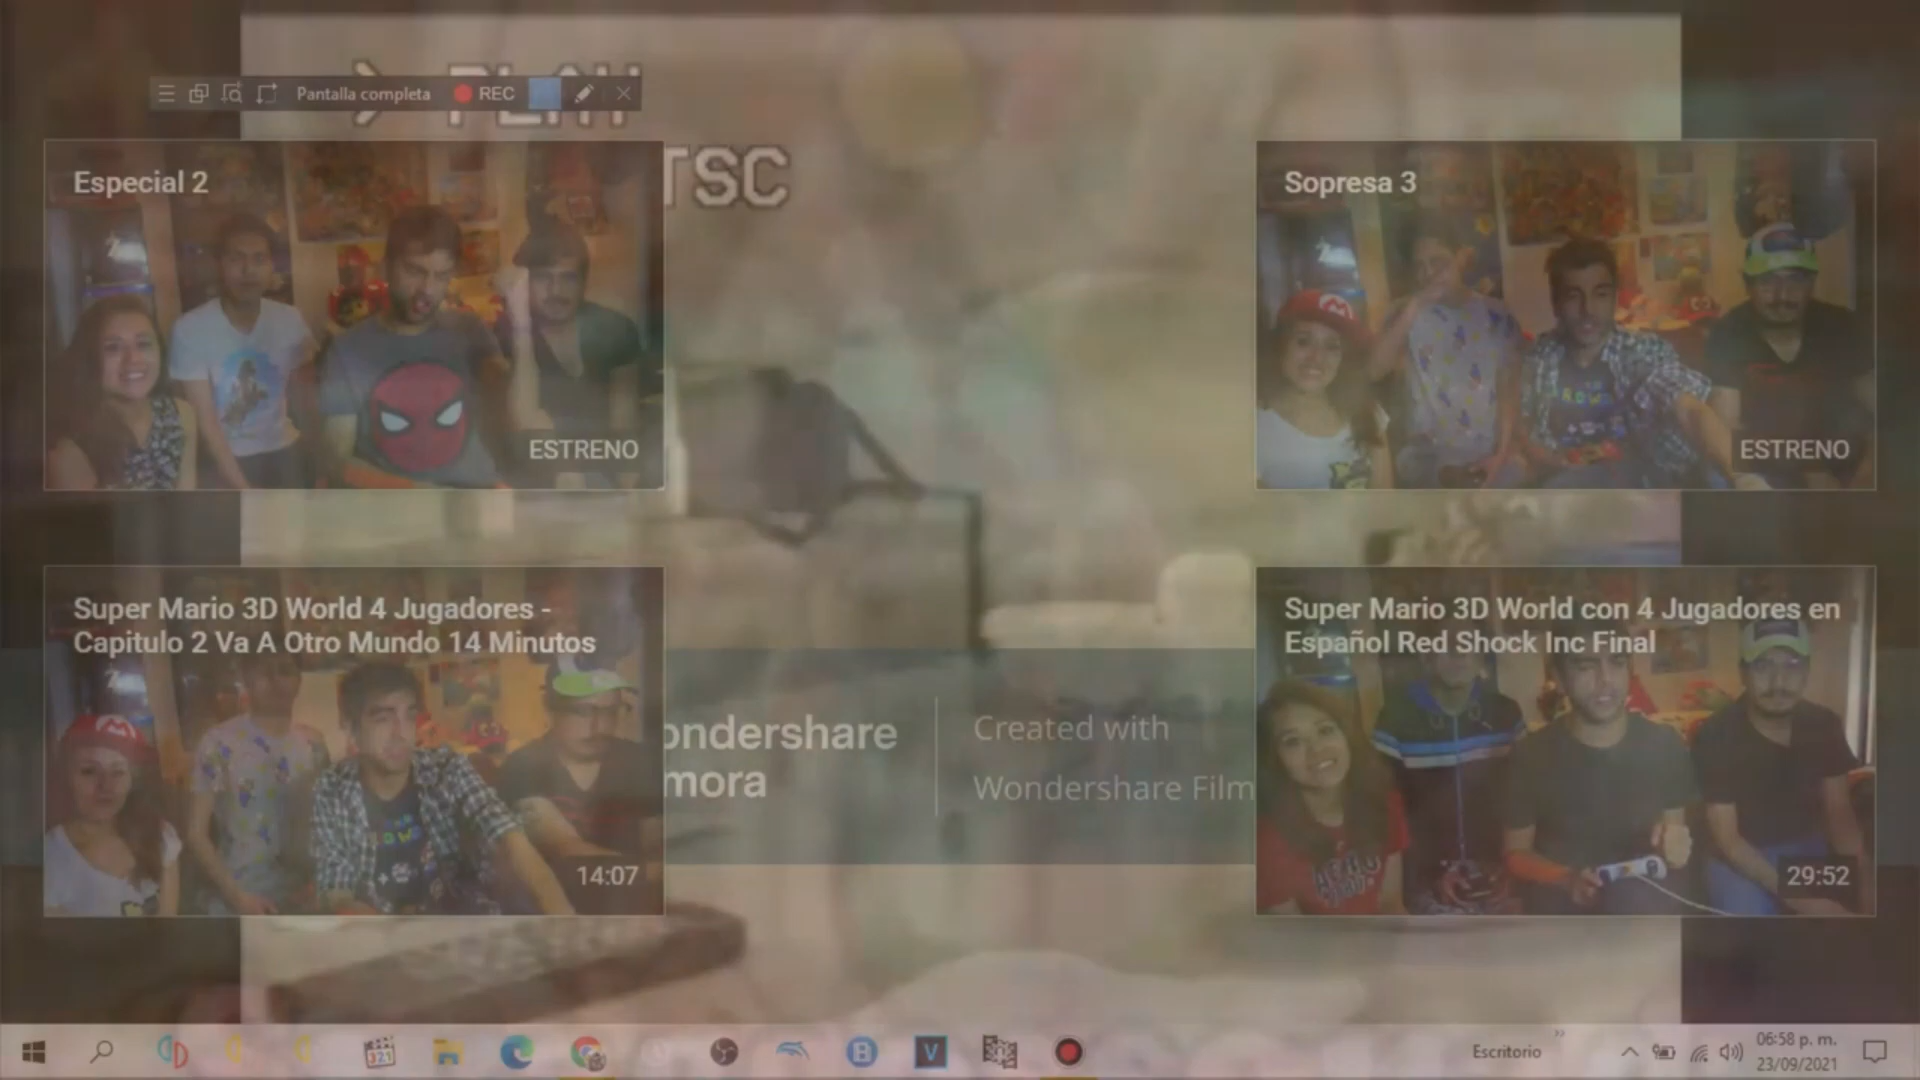 PLAY
Pantalla completa REC
TSC
Especial 2
ESTRENO
Sopresa 3
ESTRENO
Super Mario 3D World 4 Jugadores -
Capitulo 2 Va A Otro Mundo 14 Minutos
14:07
Super Mario 3D World con 4 Jugadores en
Español Red Shock Inc Final
29:52
ondershare
mora
Created with
Wondershare Film
321
B
V
Escritorio
06:58 p. m.
23/09/2021